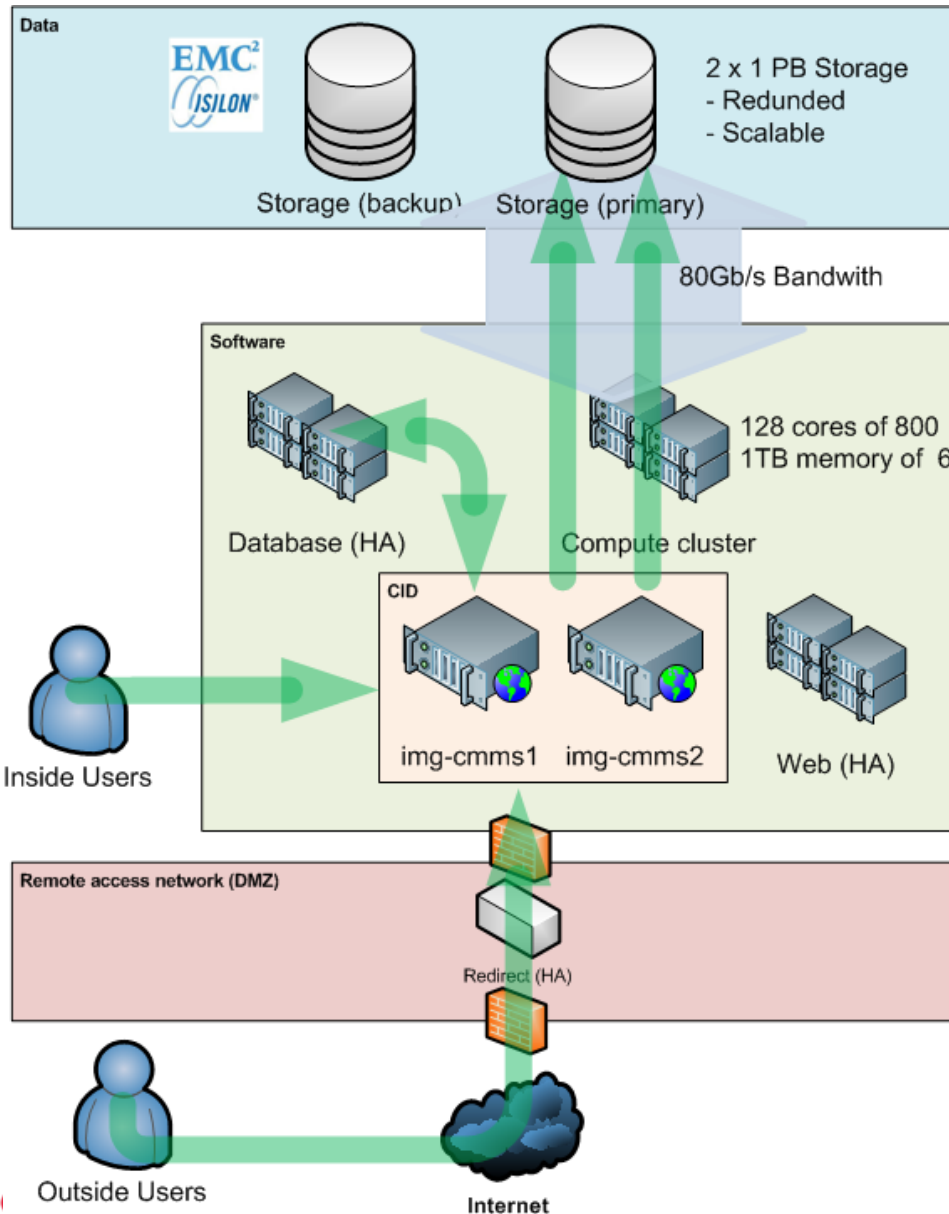 Data
EMC²
ISILON®
2 x 1 PB Storage
- Redunded
- Scalable
Storage (backup)
Storage (primary)
80Gb/s Bandwith
Software
128 cores of 800
1TB memory of 6
Database (HA)
Compute cluster
CID
img-cmms1
img-cmms2
Web (HA)
Inside Users
Remote access network (DMZ)
Redirect (HA)
Outside Users
Internet